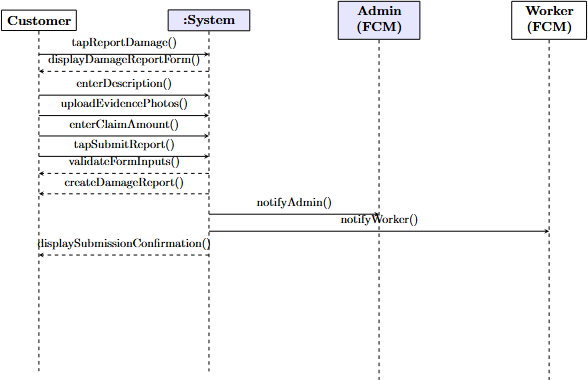 Customer
:System
Admin
(FCM)
Worker
(FCM)
tapReportDamage()
displayDamageReportForm()
enterDescription()
uploadEvidencePhotos()
enterClaimAmount()
tapSubmitReport()
validateFormInputs()
createDamageReport()
notifyAdmin()
notifyWorker()
displaySubmissionConfirmation()